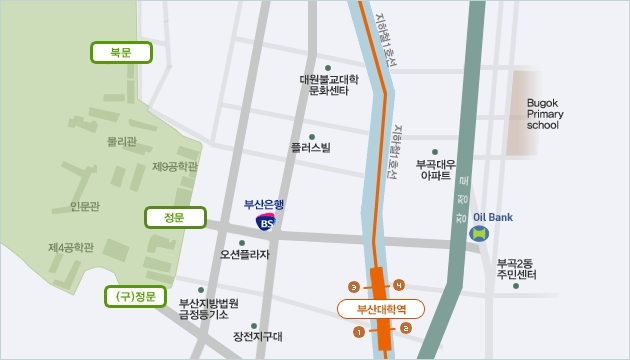 북문
지하철1호선
대원불교대학
문화센타
Bugok
Primary
school
물리관
플러스빌
지하철1호선
제9공학관
부곡대우
아파트
장정로
인문관
정문
부산은행
BS
Oil Bank
제4공학관
오션플라자
부곡2동
주민센터
(구)정문
부산지방법원
금정등기소
3
4
부산대학역
1
2
장전지구대